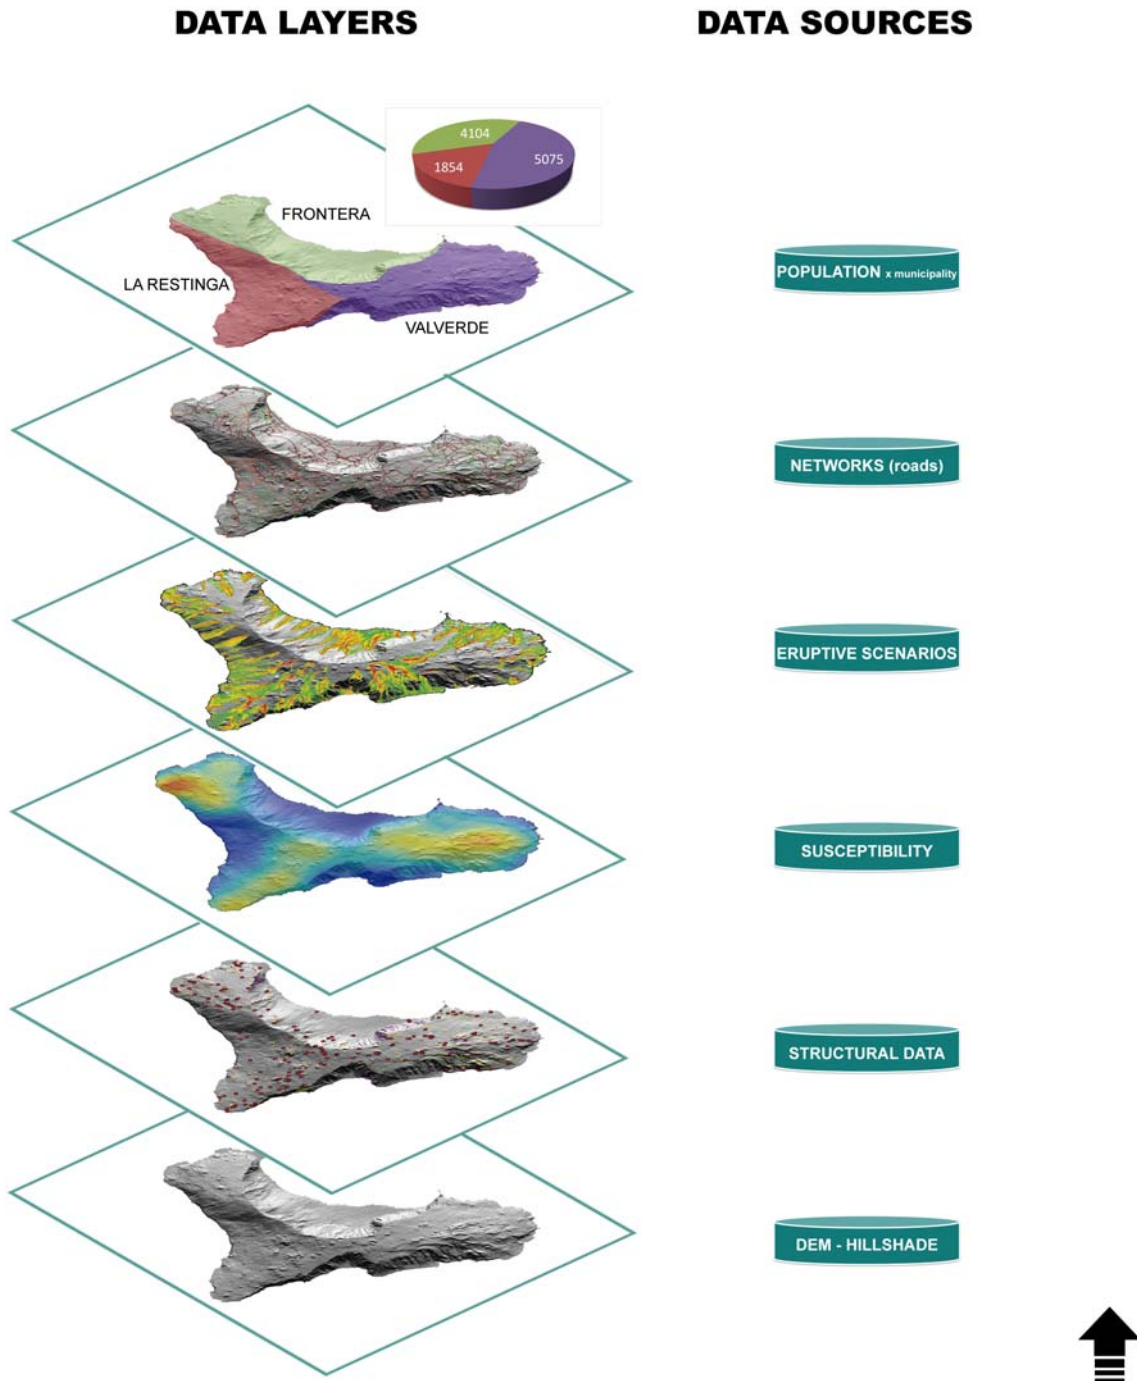 DATA LAYERS
DATA SOURCES
4104
1854
5075
FRONTERA
LA RESTINGA
VALVERDE
POPULATION x municipality
NETWORKS (roads)
ERUPTIVE SCENARIOS
SUSCEPTIBILITY
STRUCTURAL DATA
DEM - HILLSHADE